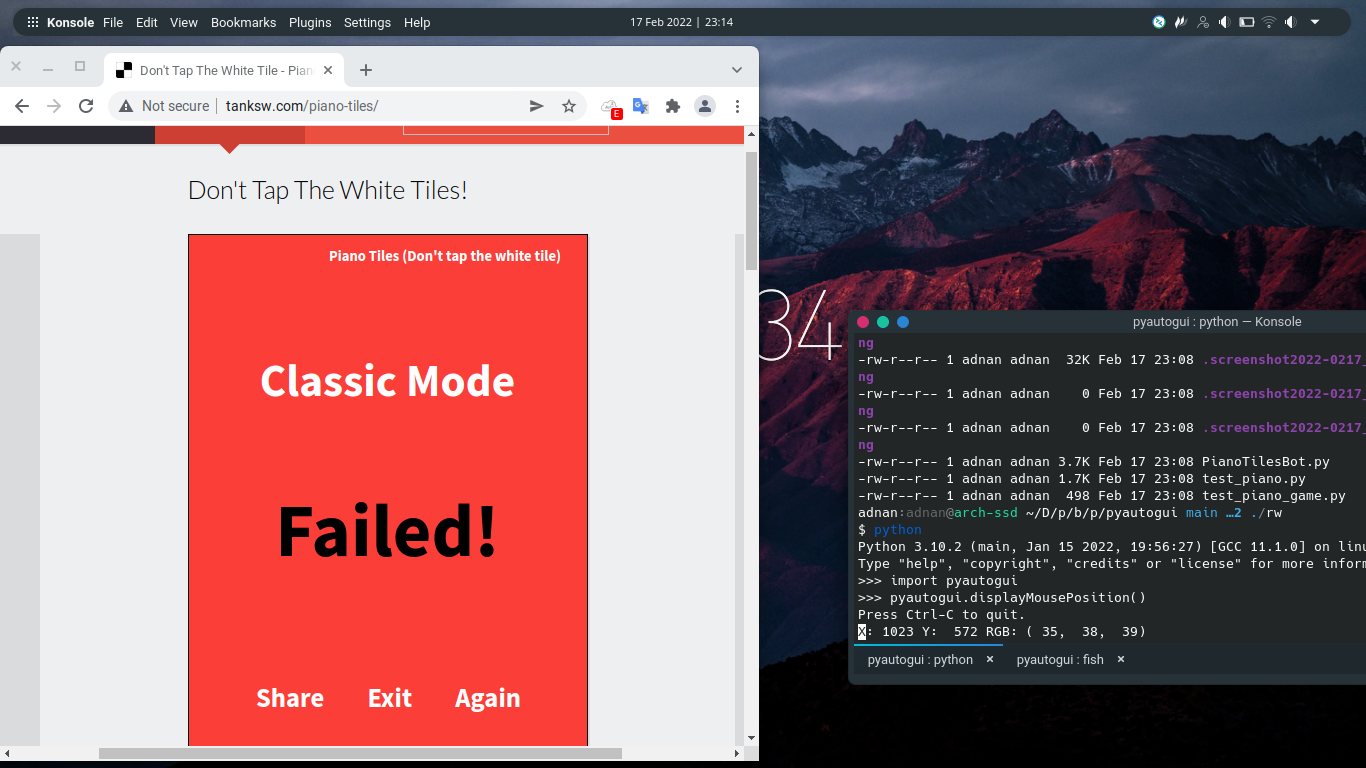 Konsole File Edit View Bookmarks Plugins Settings Help
17 Feb 2022 | 23:14
Don't Tap The White Tile - Pian
Not secure tanksw.com/piano-tiles/
E
Don't Tap The White Tiles!
Piano Tiles (Don't tap the white tile)
Classic Mode
Failed!
Share Exit Again
34
pyautogui : python — Konsole
ng
-rw-r--r-- 1 adnan adnan 32K Feb 17 23:08 .screenshot2022-0217_
ng
-rw-r--r-- 1 adnan adnan 0 Feb 17 23:08 .screenshot2022-0217_
ng
-rw-r--r-- 1 adnan adnan 0 Feb 17 23:08 .screenshot2022-0217_
ng
-rw-r--r-- 1 adnan adnan 3.7K Feb 17 23:08 PianoTilesBot.py
-rw-r--r-- 1 adnan adnan 1.7K Feb 17 23:08 test_piano.py
-rw-r--r-- 1 adnan adnan 498 Feb 17 23:08 test_piano_game.py
adnan:adnan@arch-ssd ~/D/p/b/p/pyautogui main …2 ./rw
$ python
Python 3.10.2 (main, Jan 15 2022, 19:56:27) [GCC 11.1.0] on linu
Type "help", "copyright", "credits" or "license" for more inform
>>> import pyautogui
>>> pyautogui.displayMousePosition()
Press Ctrl-C to quit.
X: 1023 Y: 572 RGB: ( 35, 38, 39)
pyautogui : python × pyautogui : fish ×